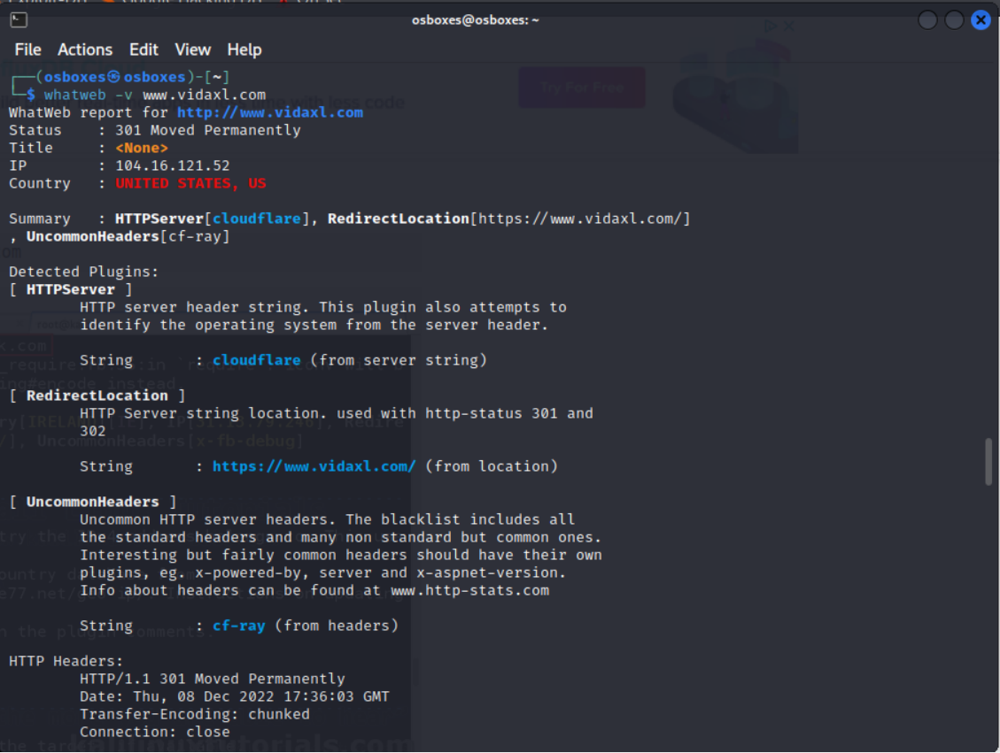 osboxes@osboxes: ~
File Actions Edit View Help
Try For Free
┌──(osboxes㉿osboxes)-[~]
└─$ whatweb -v www.vidaxl.com
WhatWeb report for http://www.vidaxl.com
Status    : 301 Moved Permanently
Title     : <None>
IP        : 104.16.121.52
Country   : UNITED STATES, US
Summary   : HTTPServer[cloudflare], RedirectLocation[https://www.vidaxl.com/]
, UncommonHeaders[cf-ray]
Detected Plugins:
[ HTTPServer ]
HTTP server header string. This plugin also attempts to
identify the operating system from the server header.
String       : cloudflare (from server string)
[ RedirectLocation ]
HTTP Server string location. used with http-status 301 and
302
String       : https://www.vidaxl.com/ (from location)
[ UncommonHeaders ]
Uncommon HTTP server headers. The blacklist includes all
the standard headers and many non standard but common ones.
Interesting but fairly common headers should have their own
plugins, eg. x-powered-by, server and x-aspnet-version.
Info about headers can be found at www.http-stats.com
String       : cf-ray (from headers)
HTTP Headers:
HTTP/1.1 301 Moved Permanently
Date: Thu, 08 Dec 2022 17:36:03 GMT
Transfer-Encoding: chunked
Connection: close